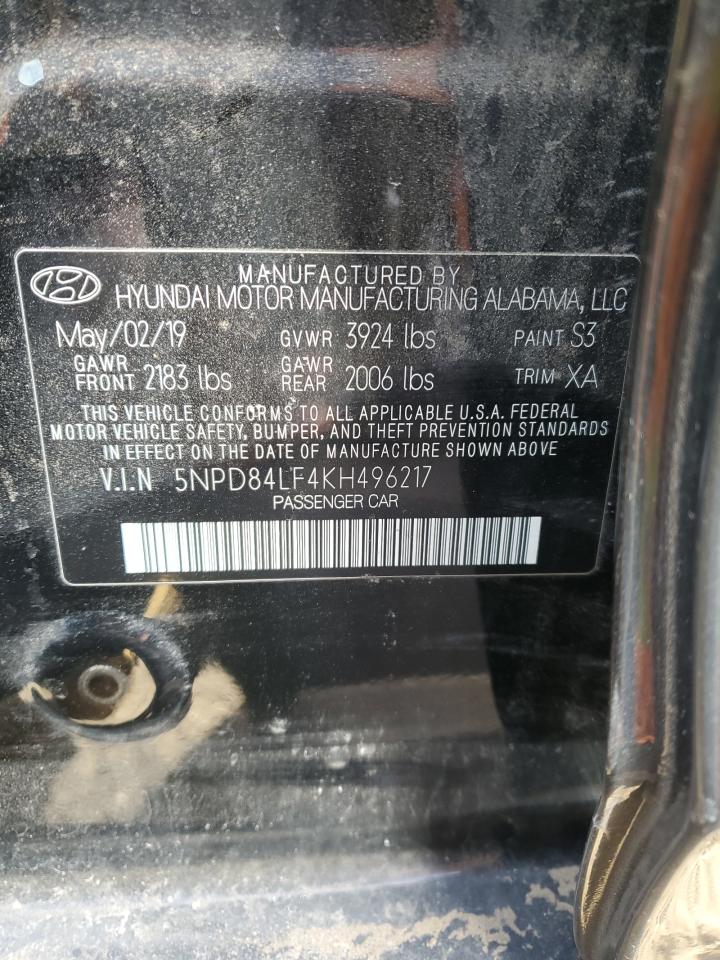 MANUFACTURED BY
HYUNDAI MOTOR MANUFACTURING ALABAMA, LLC
May/02/19 GVWR 3924 lbs PAINT S3
GAWR FRONT 2183 lbs GAWR REAR 2006 lbs TRIM XA
THIS VEHICLE CONFORMS TO ALL APPLICABLE U.S.A. FEDERAL
MOTOR VEHICLE SAFETY, BUMPER, AND THEFT PREVENTION STANDARDS
IN EFFECT ON THE DATE OF MANUFACTURE SHOWN ABOVE
V.I.N 5NPD84LF4KH496217
PASSENGER CAR